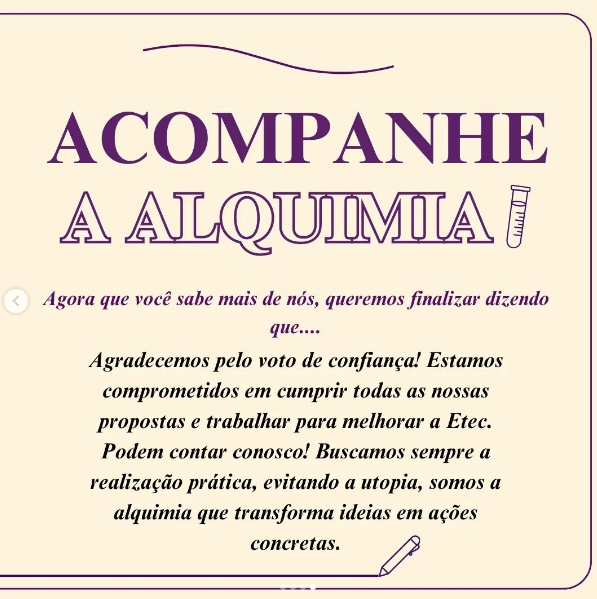 ACOMPANHE
A ALQUIMIA
Agora que você sabe mais de nós, queremos finalizar dizendo
que....
Agradecemos pelo voto de confiança! Estamos
comprometidos em cumprir todas as nossas
propostas e trabalhar para melhorar a Etec.
Podem contar conosco! Buscamos sempre a
realização prática, evitando a utopia, somos a
alquimia que transforma ideias em ações
concretas.